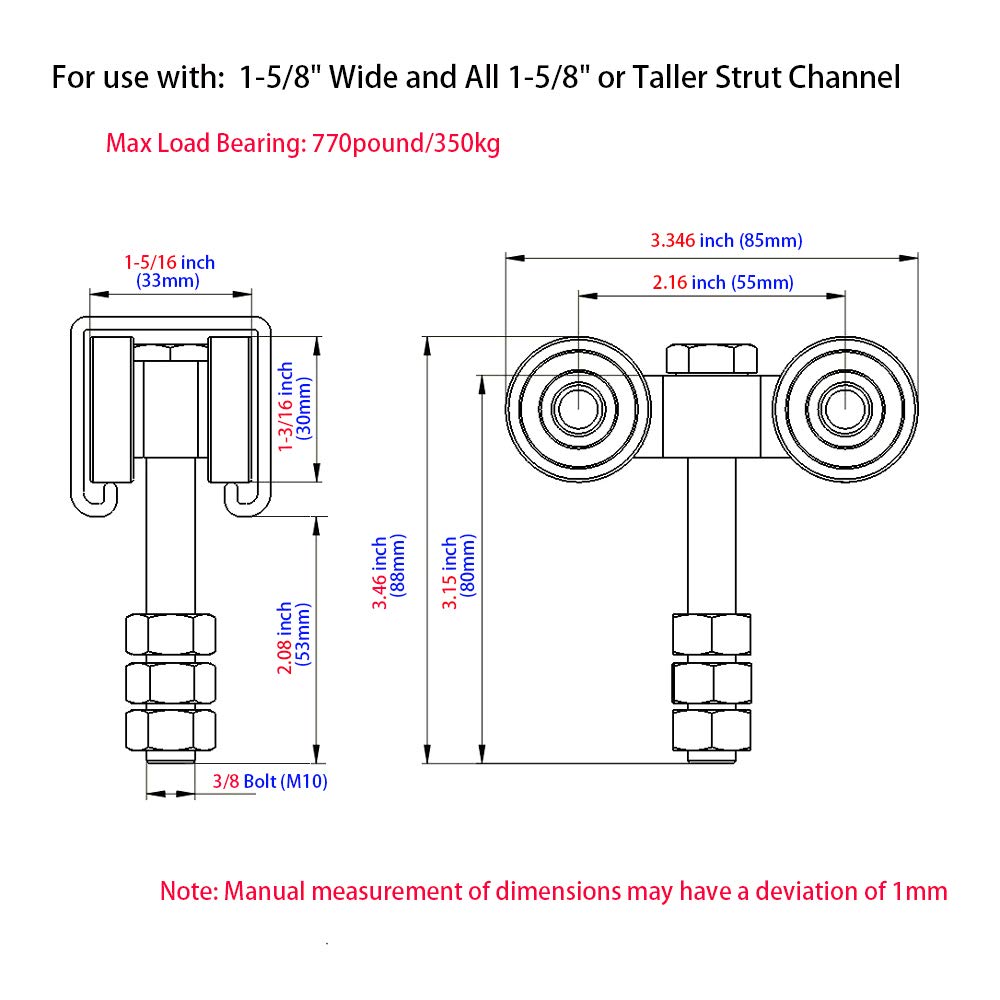 For use with:  1-5/8" Wide and All 1-5/8" or Taller Strut Channel
Max Load Bearing: 770pound/350kg
3.346 inch (85mm)
1-5/16 inch
(33mm)
2.16 inch (55mm)
1-3/16 inch
(30mm)
3.46 inch
(88mm)
3.15 inch
(80mm)
2.08 inch
(53mm)
3/8 Bolt (M10)
Note: Manual measurement of dimensions may have a deviation of 1mm